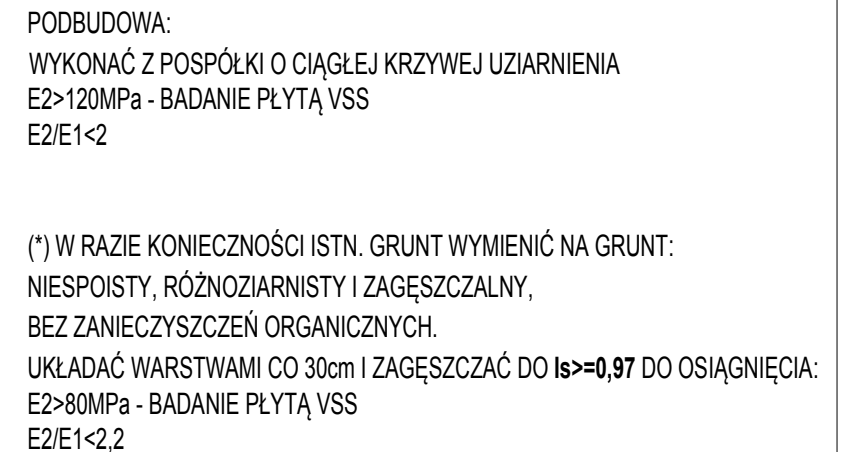 PODBUDOWA:
WYKONAĆ Z POSPÓŁKI O CIĄGŁEJ KRZYWEJ UZIARNIENIA
E2>120MPa - BADANIE PŁYTĄ VSS
E2/E1<2
(*) W RAZIE KONIECZNOŚCI ISTN. GRUNT WYMIENIĆ NA GRUNT:
NIESPOISTY, RÓŻNOZIARNISTY I ZAGĘSZCZALNY,
BEZ ZANIECZYSZCZEŃ ORGANICZNYCH.
UKŁADAĆ WARSTWAMI CO 30cm I ZAGĘSZCZAĆ DO Is>=0,97 DO OSIĄGNIĘCIA:
E2>80MPa - BADANIE PŁYTĄ VSS
E2/E1<2,2